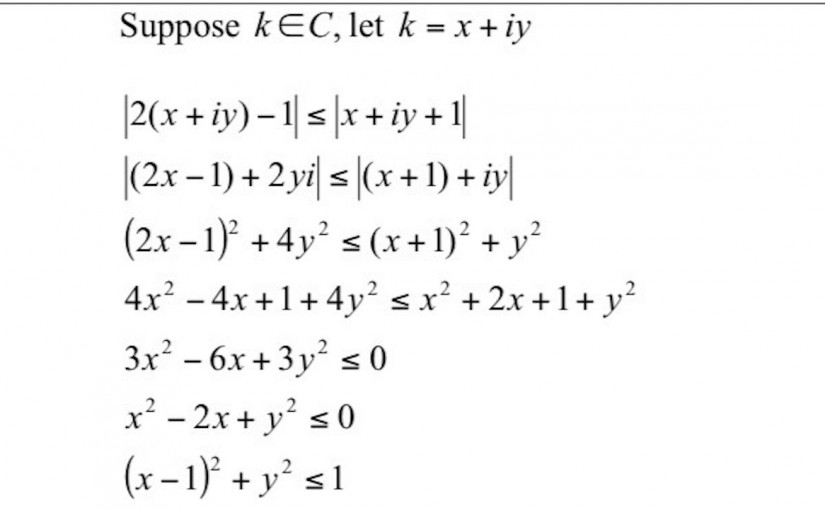 Suppose k∈C, let k = x + iy
|2(x + iy) – 1| ≤ |x + iy + 1|
|(2x – 1) + 2yi| ≤ |(x + 1) + iy|
(2x – 1)² + 4y² ≤ (x + 1)² + y²
4x² – 4x + 1 + 4y² ≤ x² + 2x + 1 + y²
3x² – 6x + 3y² ≤ 0
x² – 2x + y² ≤ 0
(x – 1)² + y² ≤ 1